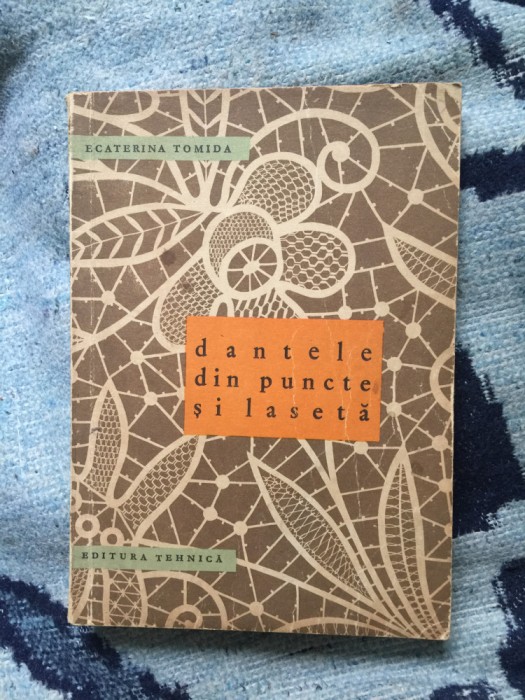 ECATERINA TOMIDA
dantele
din puncte
și lasetă
EDITURA TEHNICĂ